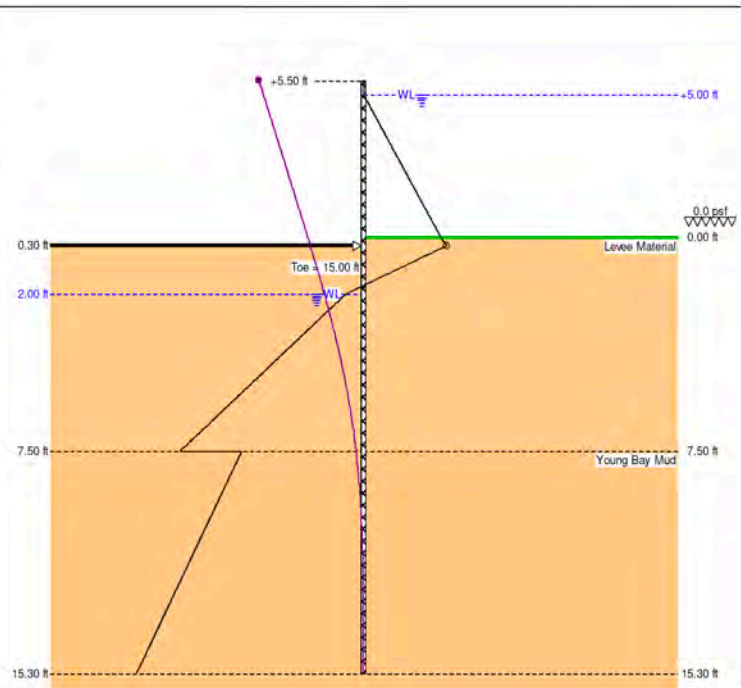 +5.50 ft
WL
+5.00 ft
0.0 psf
0.00 ft
0.30 ft
Levee Material
Toe = 15.00 ft
2.00 ft
WL
7.50 ft
7.50 ft
Young Bay Mud
15.30 ft
15.30 ft